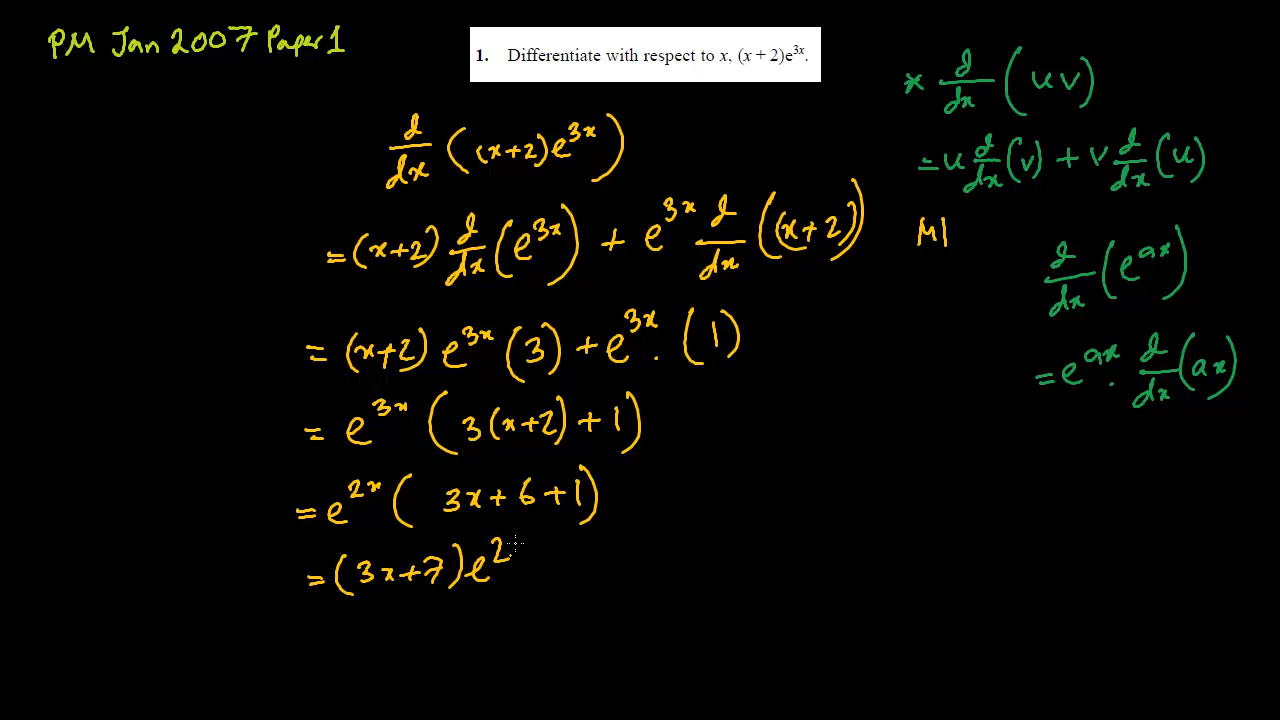 PM Jan 2007 Paper 1
1. Differentiate with respect to x, (x + 2)e^{3x}.
d/dx ((x+2)e^{3x})
= (x+2) d/dx (e^{3x}) + e^{3x} d/dx ((x+2)) M1
= (x+2) e^{3x} (3) + e^{3x} . (1)
= e^{3x} (3(x+2) + 1)
= e^{2x} (3x + 6 + 1)
= (3x+7)e^{2
* d/dx (uv)
= u d/dx (v) + v d/dx (u)
d/dx (e^{ax})
= e^{ax} . d/dx (ax)